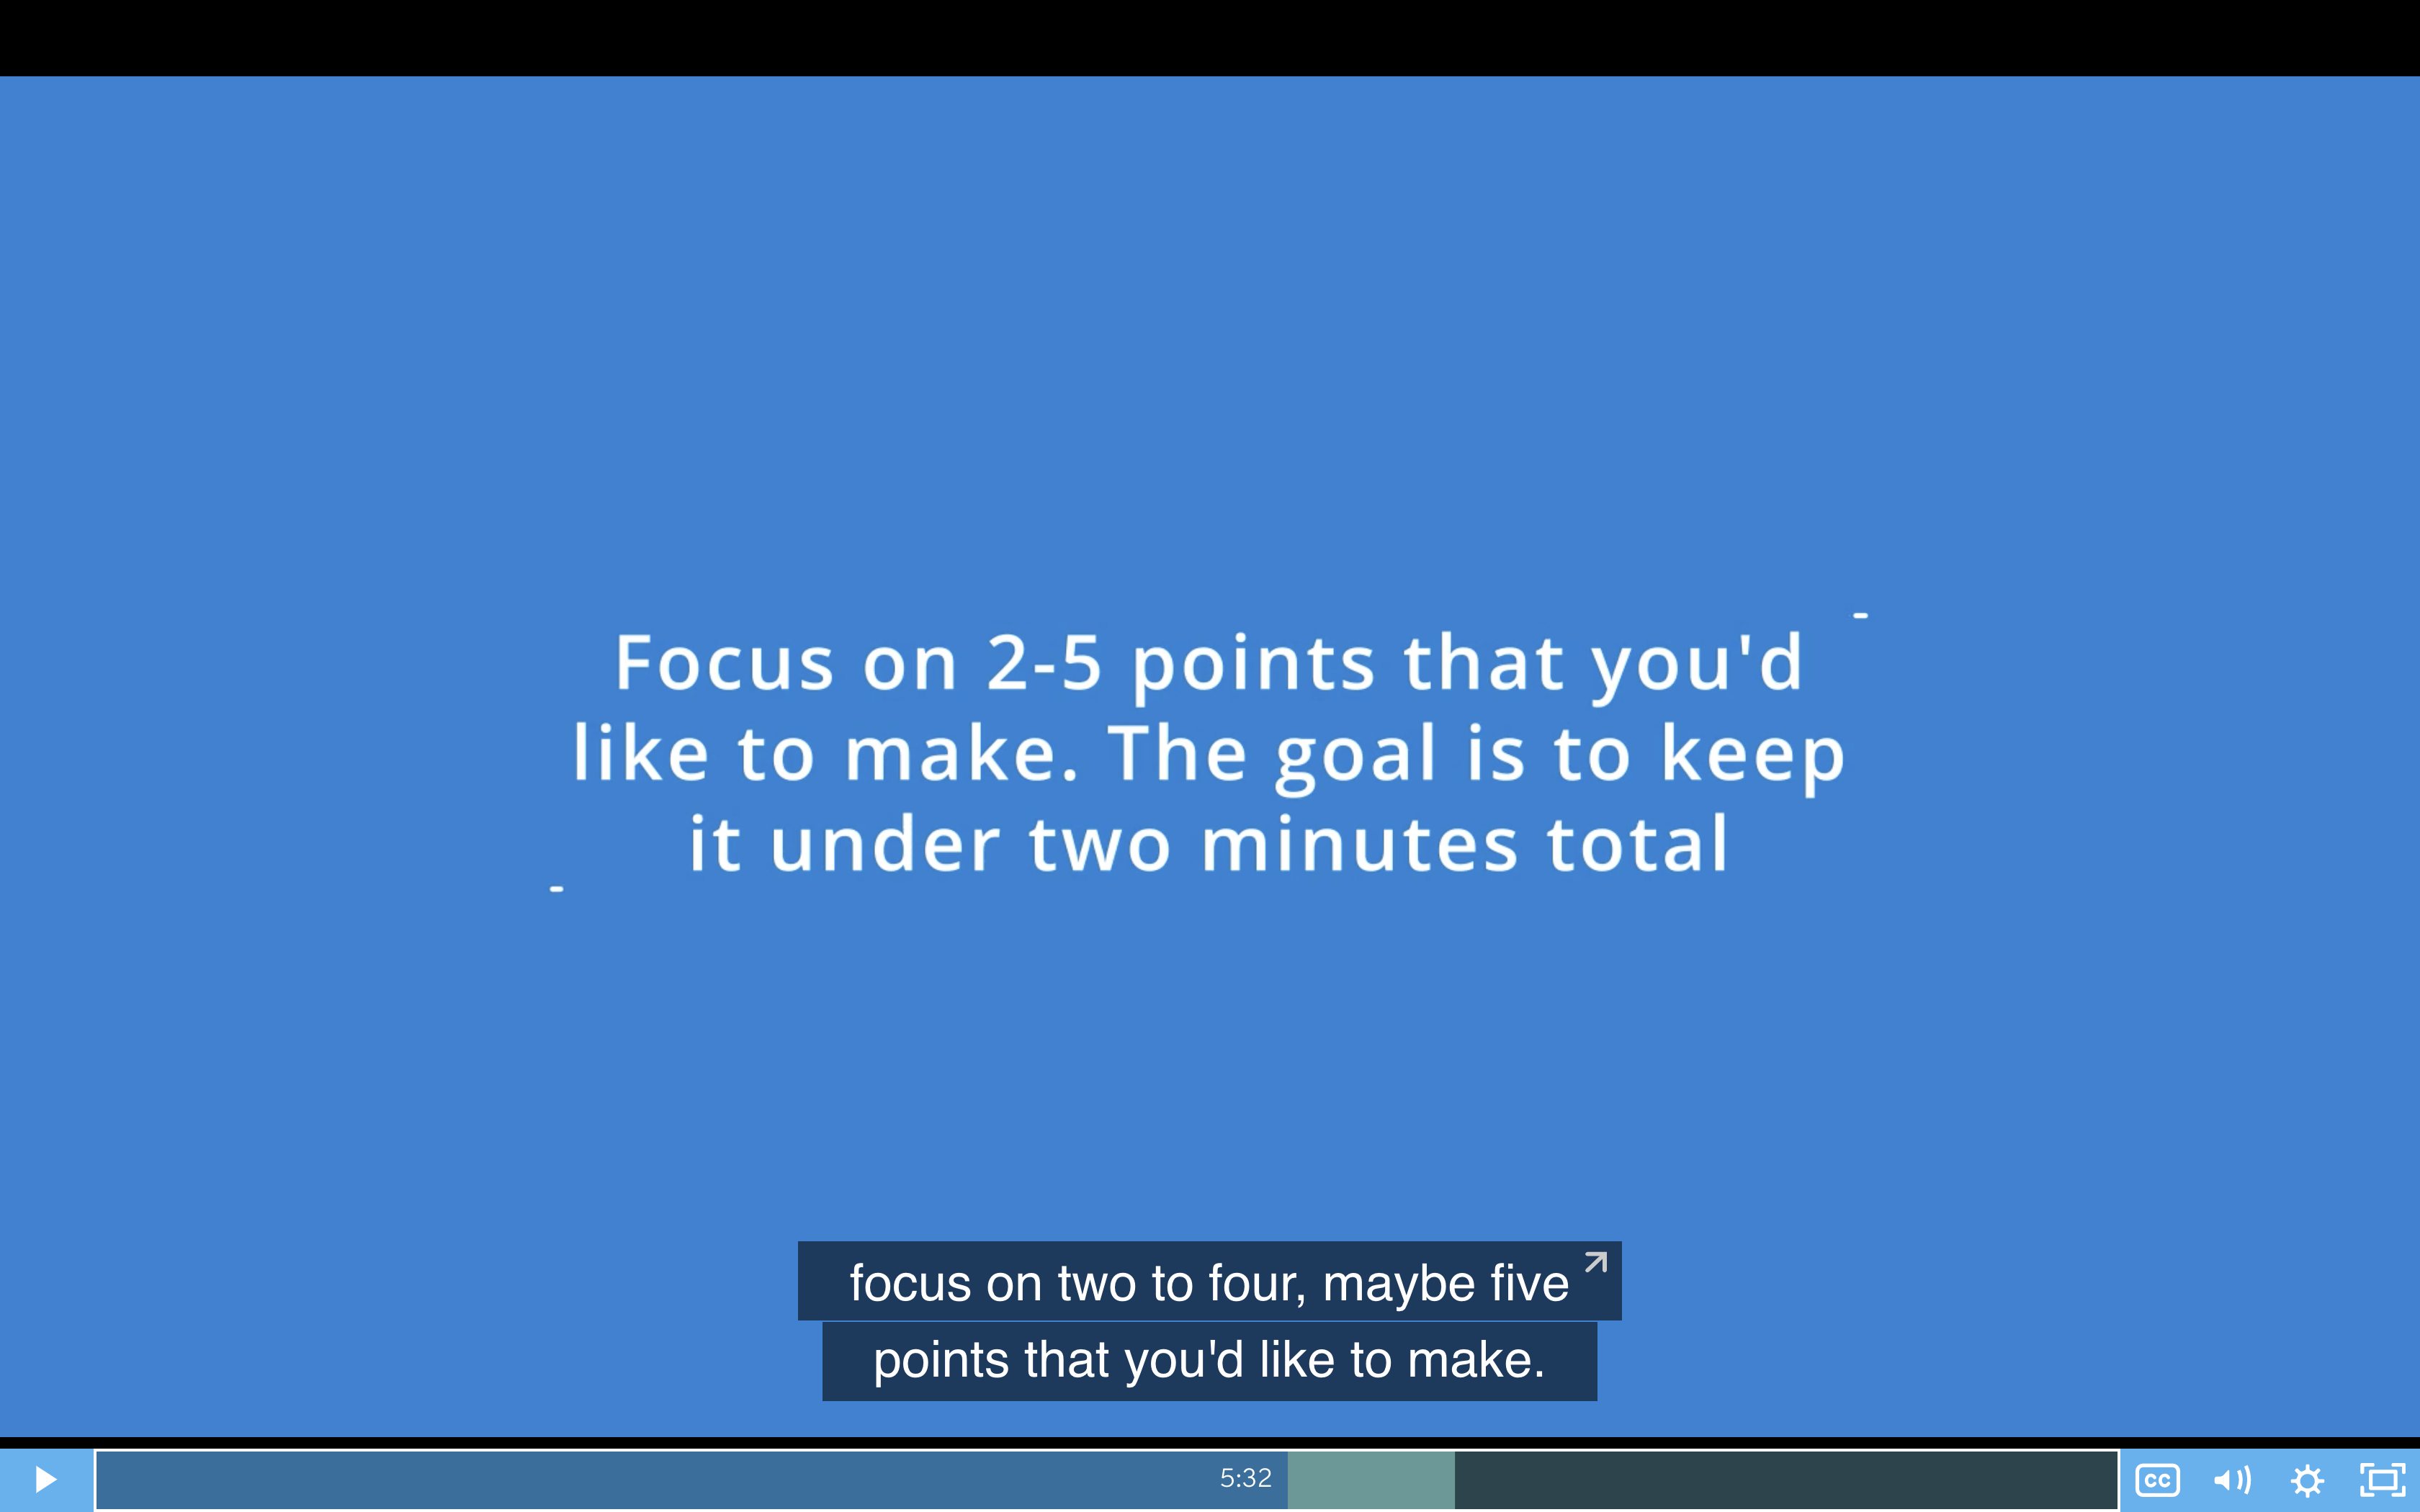 Focus on 2-5 points that you'd
like to make. The goal is to keep
it under two minutes total
focus on two to four, maybe five
points that you'd like to make.
5:32
CC